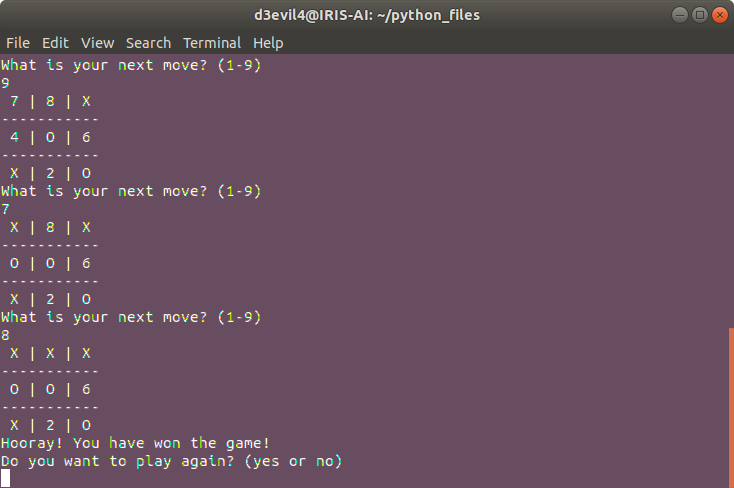 d3evil4@IRIS-AI: ~/python_files
File Edit View Search Terminal Help
What is your next move? (1-9)
9
 7 | 8 | X
-----------
 4 | O | 6
-----------
 X | 2 | O
What is your next move? (1-9)
7
 X | 8 | X
-----------
 O | O | 6
-----------
 X | 2 | O
What is your next move? (1-9)
8
 X | X | X
-----------
 O | O | 6
-----------
 X | 2 | O
Hooray! You have won the game!
Do you want to play again? (yes or no)